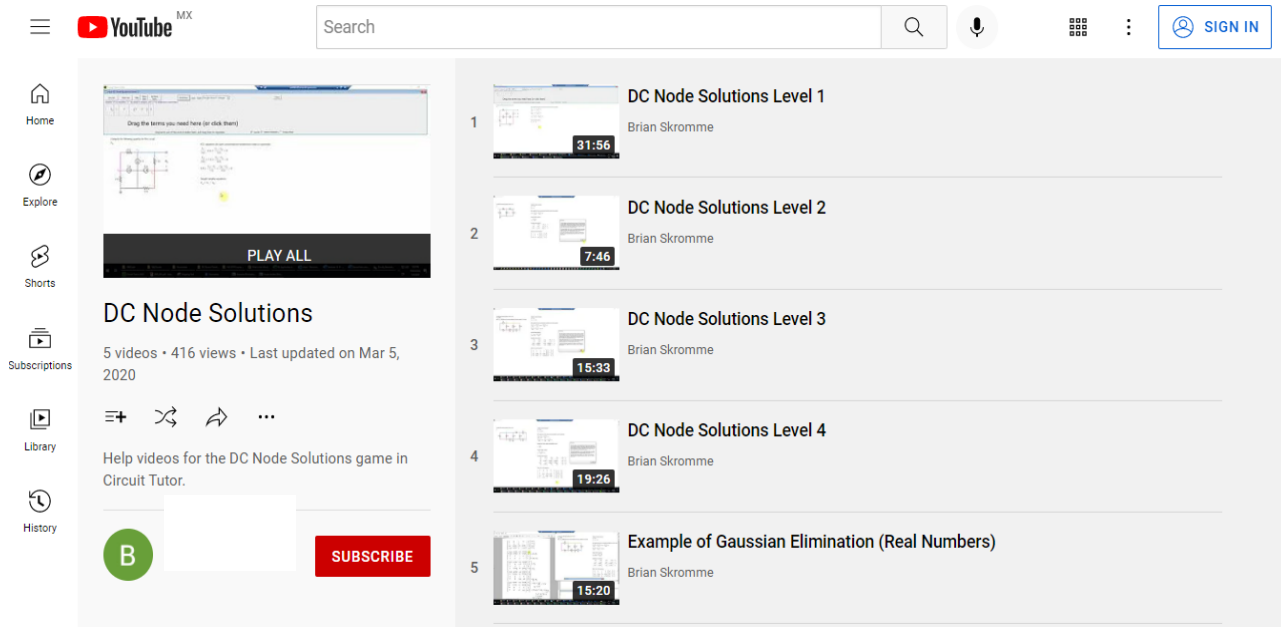 YouTube MX
Search
SIGN IN
Home
Explore
Shorts
Subscriptions
Library
History
Drag the terms you need here (or click them)
PLAY ALL
DC Node Solutions
5 videos • 416 views • Last updated on Mar 5,
2020
Help videos for the DC Node Solutions game in
Circuit Tutor.
B
SUBSCRIBE
1
31:56
DC Node Solutions Level 1
Brian Skromme
2
7:46
DC Node Solutions Level 2
Brian Skromme
3
15:33
DC Node Solutions Level 3
Brian Skromme
4
19:26
DC Node Solutions Level 4
Brian Skromme
5
15:20
Example of Gaussian Elimination (Real Numbers)
Brian Skromme